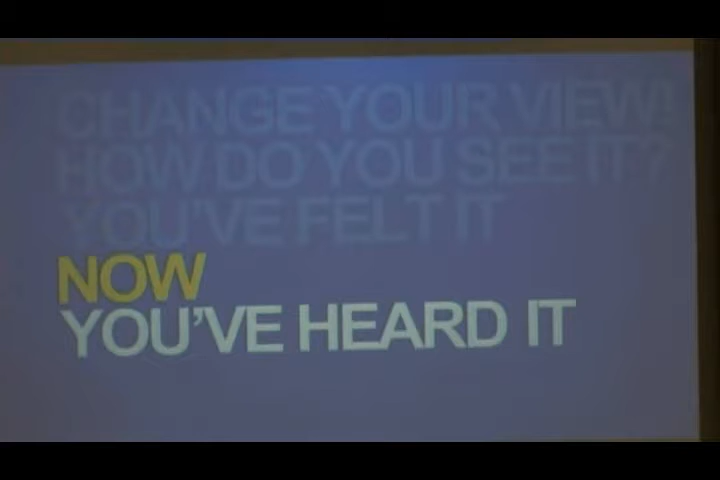 CHANGE YOUR VIEW!
HOW DO YOU SEE IT?
YOU'VE FELT IT
NOW
YOU'VE HEARD IT